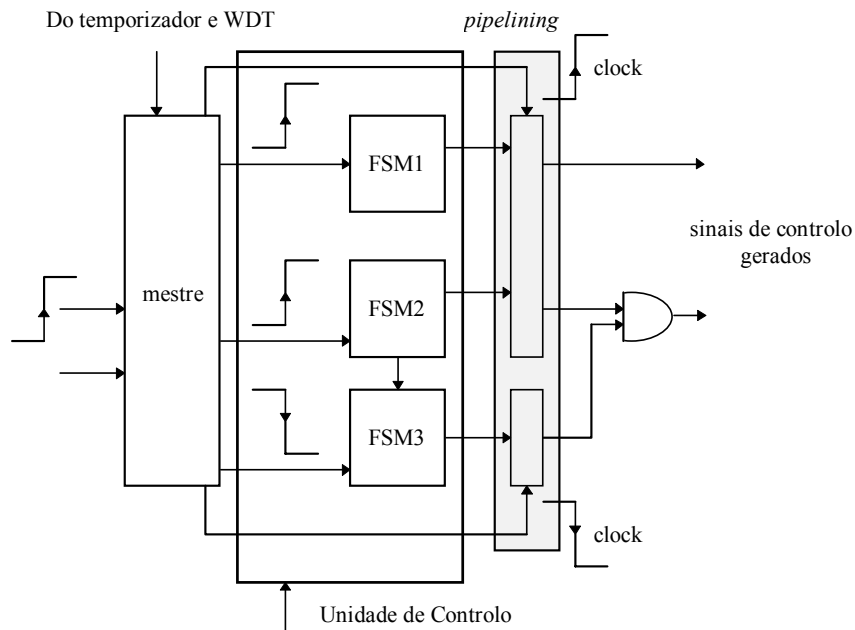 Do temporizador e WDT
pipelining
clock
FSM1
sinais de controlo
gerados
mestre
FSM2
FSM3
clock
Unidade de Controlo